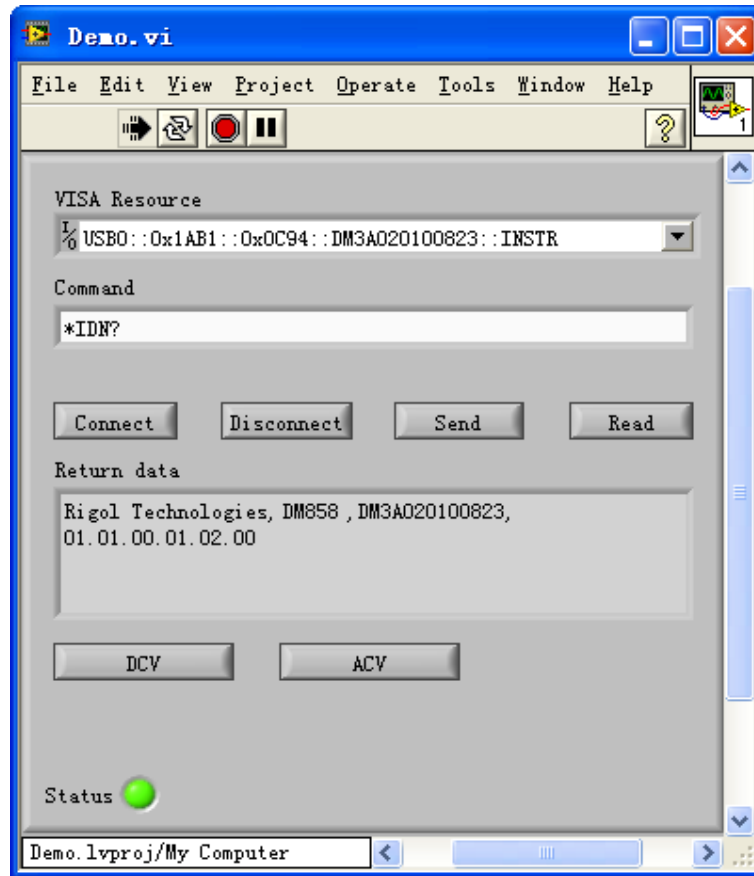 Demo.vi
File Edit View Project Operate Tools Window Help
1
VISA Resource
I/O USB0::0x1AB1::0x0C94::DM3A020100823::INSTR
Command
*IDN?
Connect Disconnect Send Read
Return data
Rigol Technologies, DM858 ,DM3A020100823,
01.01.00.01.02.00
DCV ACV
Status
Demo.lvproj/My Computer